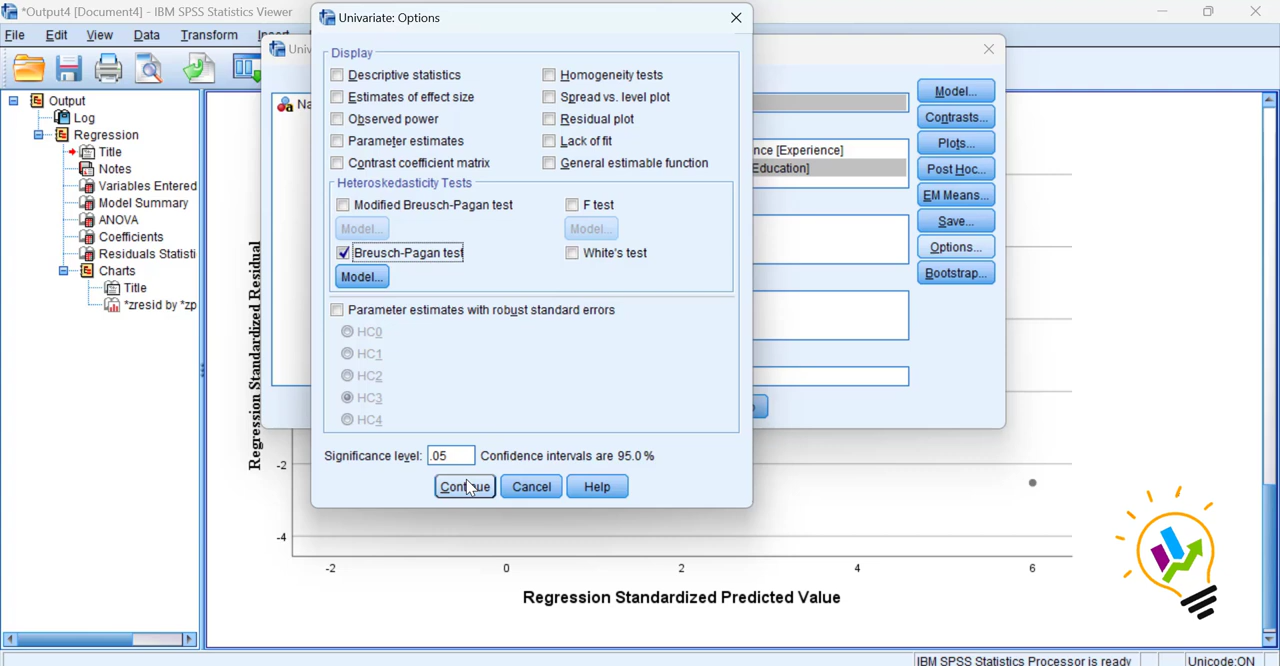 *Output4 [Document4] - IBM SPSS Statistics Viewer
File Edit View Data Transform
Output
Log
Regression
Title
Notes
Variables Entered
Model Summary
ANOVA
Coefficients
Residuals Statisti
Charts
Title
*zresid by *zp
Univariate: Options
Display
Descriptive statistics
Homogeneity tests
Estimates of effect size
Spread vs. level plot
Observed power
Residual plot
Parameter estimates
Lack of fit
Contrast coefficient matrix
General estimable function
Heteroskedasticity Tests
Modified Breusch-Pagan test
F test
Model...
Model...
Breusch-Pagan test
White's test
Model...
Parameter estimates with robust standard errors
HC0
HC1
HC2
HC3
HC4
Significance level: .05 Confidence intervals are 95.0 %
Continue Cancel Help
nce [Experience]
Education]
Model...
Contrasts...
Plots...
Post Hoc...
EM Means...
Save...
Options...
Bootstrap...
Regression Standardized Residual
-2
-4
-2 0 2 4 6
Regression Standardized Predicted Value
IBM SPSS Statistics Processor is ready
Unicode:ON